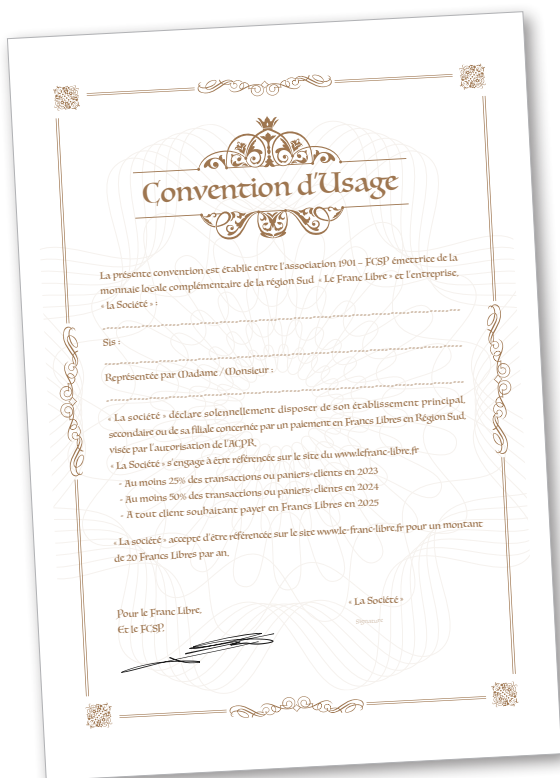 Convention d'Usage
La présente convention est établie entre l'association 1901 - FCSP émettrice de la
monnaie locale complémentaire de la région Sud « Le Franc Libre » et l'entreprise,
« la Société » :
Sis :
Représentée par Madame / Monsieur :
« La société » déclare solennellement disposer de son établissement principal,
secondaire ou de sa filiale concernée par un paiement en Francs Libres en Région Sud,
visée par l'autorisation de l'ACPR,
« La Société » s'engage à être référencée sur le site du www.lefranc-libre.fr
- Au moins 25% des transactions ou paniers-clients en 2023
- Au moins 50% des transactions ou paniers-clients en 2024
- A tout client souhaitant payer en Francs Libres en 2025
« La société » accepte d'être référencée sur le site www.le-franc-libre.fr pour un montant
de 20 Francs Libres par an.
Pour le Franc Libre,
Et le FCSP,
« La Société »
Signature